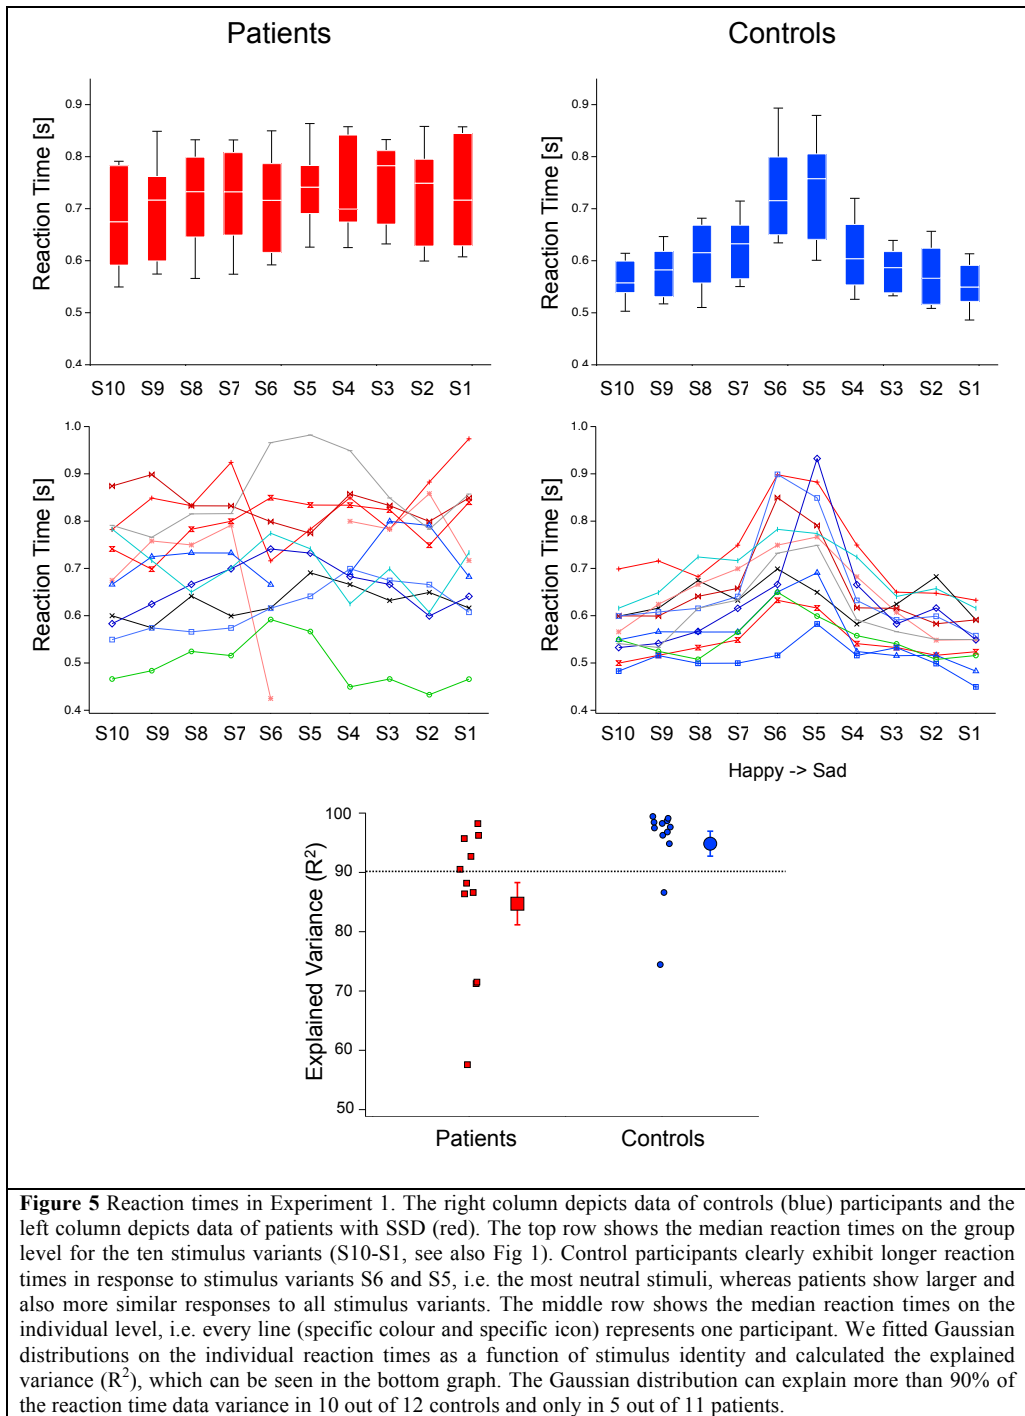 Patients
Controls
Reaction Time [s]
0.9
0.8
0.7
0.6
0.5
0.4
S10 S9 S8 S7 S6 S5 S4 S3 S2 S1
Reaction Time [s]
0.9
0.8
0.7
0.6
0.5
0.4
S10 S9 S8 S7 S6 S5 S4 S3 S2 S1
Reaction Time [s]
1.0
0.9
0.8
0.7
0.6
0.5
0.4
S10 S9 S8 S7 S6 S5 S4 S3 S2 S1
Reaction Time [s]
1.0
0.9
0.8
0.7
0.6
0.5
0.4
S10 S9 S8 S7 S6 S5 S4 S3 S2 S1
Happy -> Sad
Explained Variance (R²)
100
90
80
70
60
50
Patients
Controls
Figure 5 Reaction times in Experiment 1. The right column depicts data of controls (blue) participants and the
left column depicts data of patients with SSD (red). The top row shows the median reaction times on the group
level for the ten stimulus variants (S10-S1, see also Fig 1). Control participants clearly exhibit longer reaction
times in response to stimulus variants S6 and S5, i.e. the most neutral stimuli, whereas patients show larger and
also more similar responses to all stimulus variants. The middle row shows the median reaction times on the
individual level, i.e. every line (specific colour and specific icon) represents one participant. We fitted Gaussian
distributions on the individual reaction times as a function of stimulus identity and calculated the explained
variance (R²), which can be seen in the bottom graph. The Gaussian distribution can explain more than 90% of
the reaction time data variance in 10 out of 12 controls and only in 5 out of 11 patients.